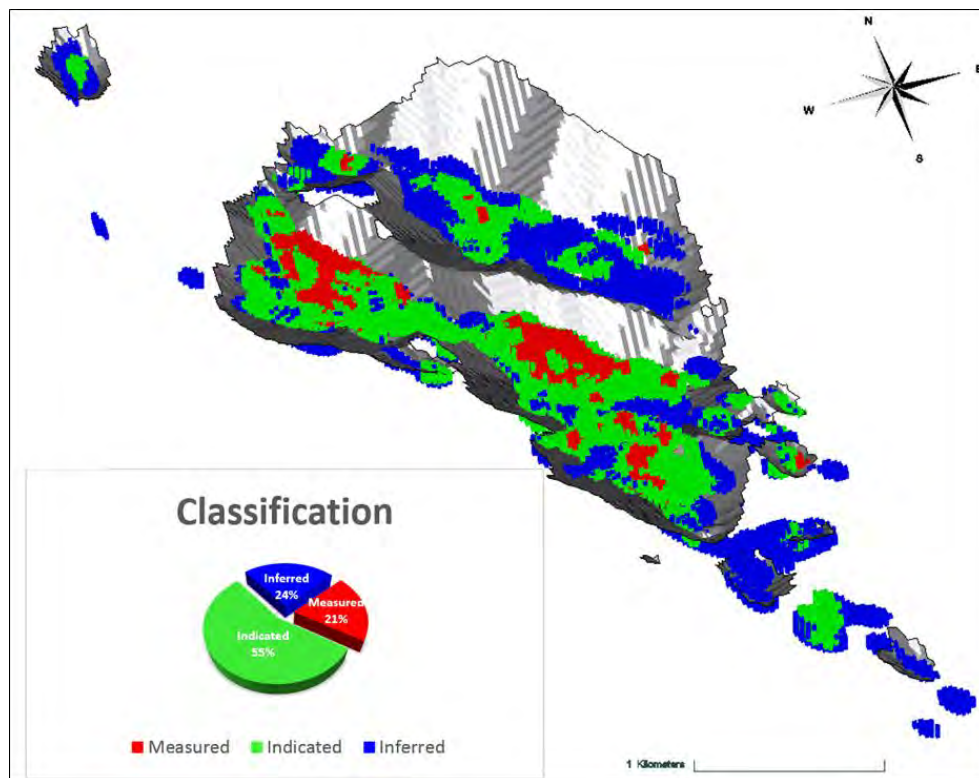 N
E
W
S
Classification
Inferred
24%
Measured
21%
Indicated
55%
Measured Indicated Inferred
1 Kilometers